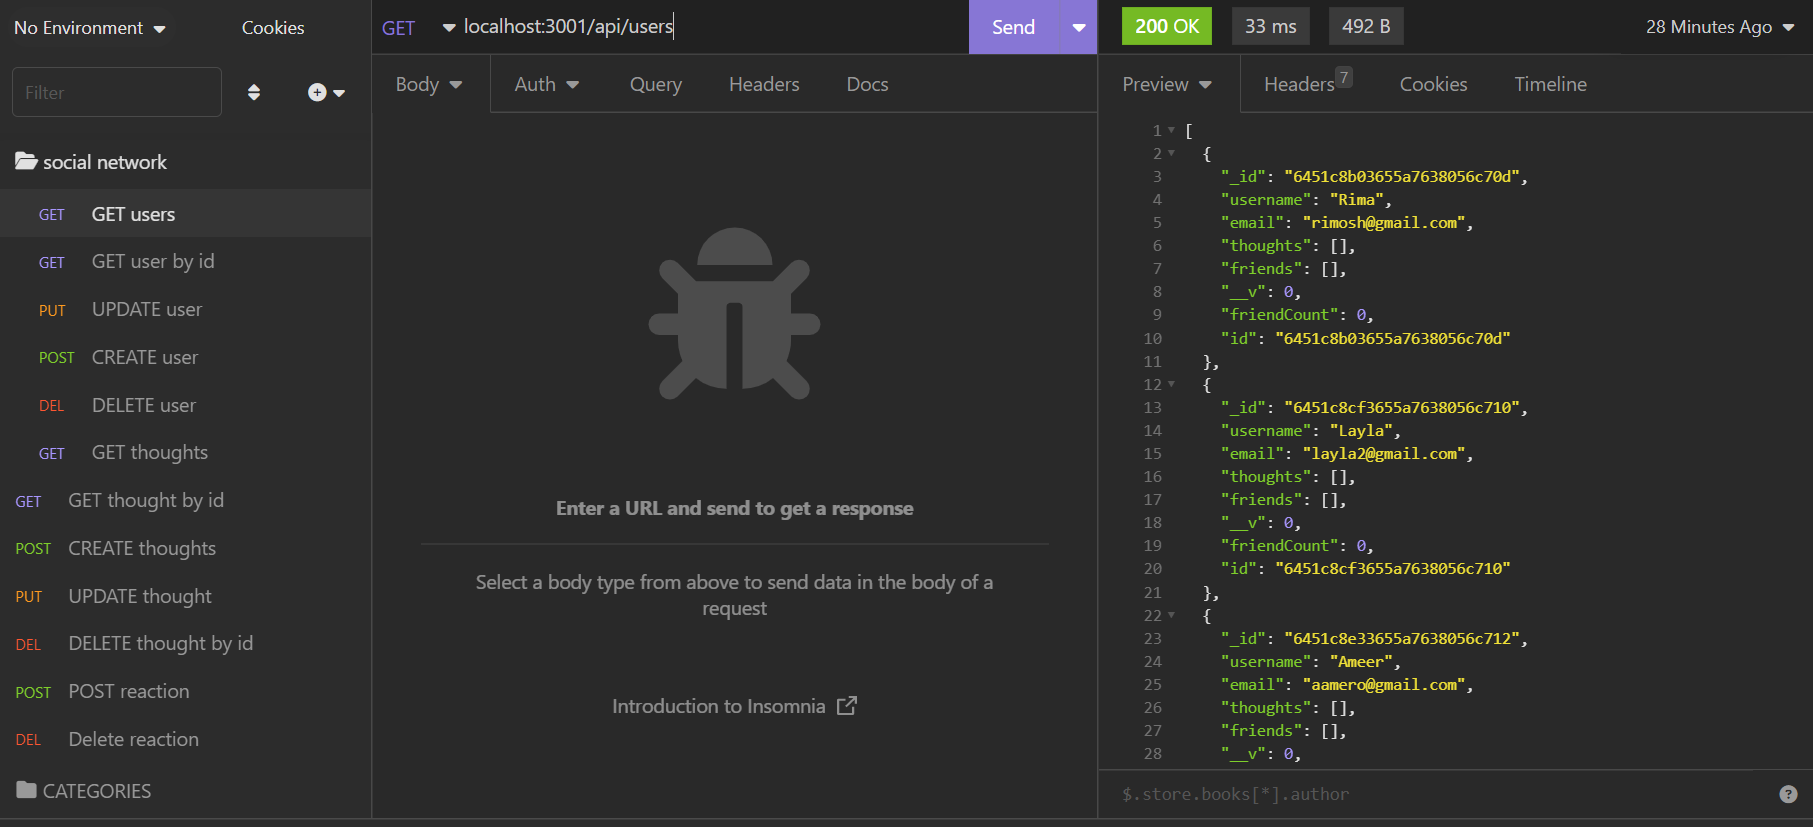 No Environment
Cookies
Filter
social network
GET GET users
GET GET user by id
PUT UPDATE user
POST CREATE user
DEL DELETE user
GET GET thoughts
GET GET thought by id
POST CREATE thoughts
PUT UPDATE thought
DEL DELETE thought by id
POST POST reaction
DEL Delete reaction
CATEGORIES
GET localhost:3001/api/users Send
Body Auth Query Headers Docs
Enter a URL and send to get a response
Select a body type from above to send data in the body of a
request
Introduction to Insomnia
200 OK 33 ms 492 B 28 Minutes Ago
Preview Headers 7 Cookies Timeline
1 [
2 {
3 "_id": "6451c8b03655a7638056c70d",
4 "username": "Rima",
5 "email": "rimosh@gmail.com",
6 "thoughts": [],
7 "friends": [],
8 "__v": 0,
9 "friendCount": 0,
10 "id": "6451c8b03655a7638056c70d"
11 },
12 {
13 "_id": "6451c8cf3655a7638056c710",
14 "username": "Layla",
15 "email": "layla2@gmail.com",
16 "thoughts": [],
17 "friends": [],
18 "__v": 0,
19 "friendCount": 0,
20 "id": "6451c8cf3655a7638056c710"
21 },
22 {
23 "_id": "6451c8e33655a7638056c712",
24 "username": "Ameer",
25 "email": "aamero@gmail.com",
26 "thoughts": [],
27 "friends": [],
28 "__v": 0,
$.store.books[*].author
?